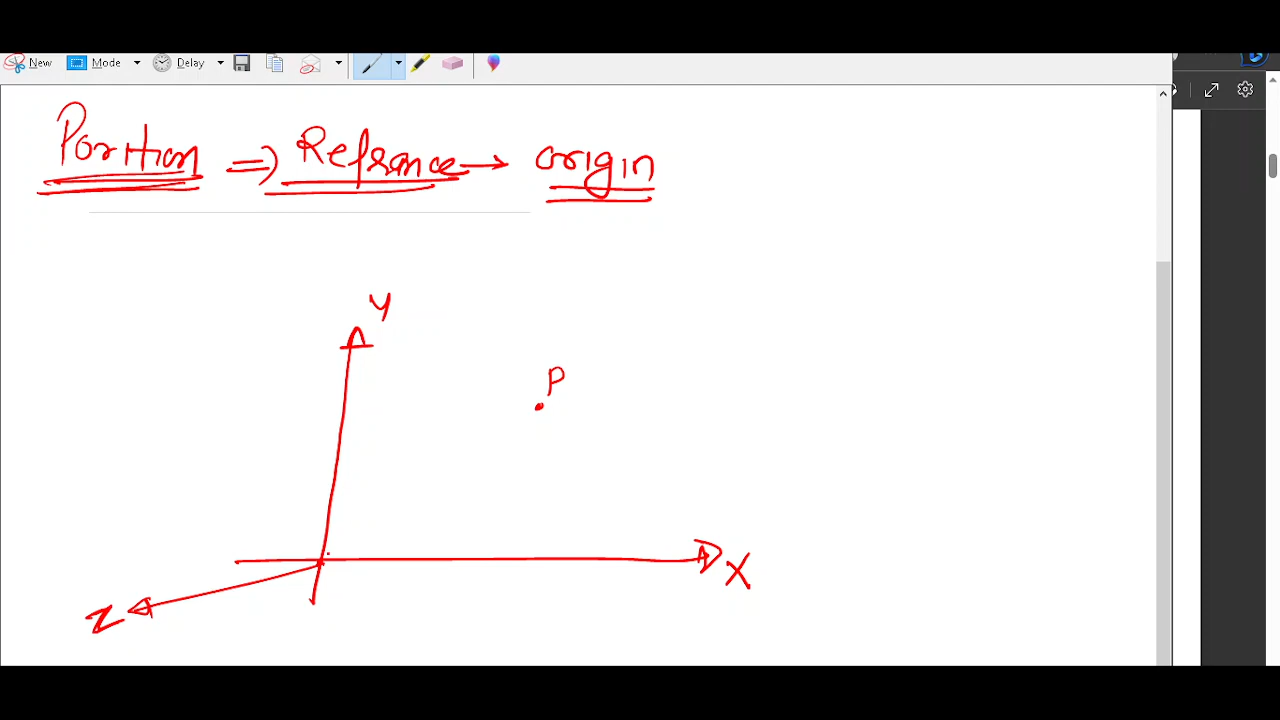 New Mode Delay
Position => Refrance → origin
Y
P
X
Z